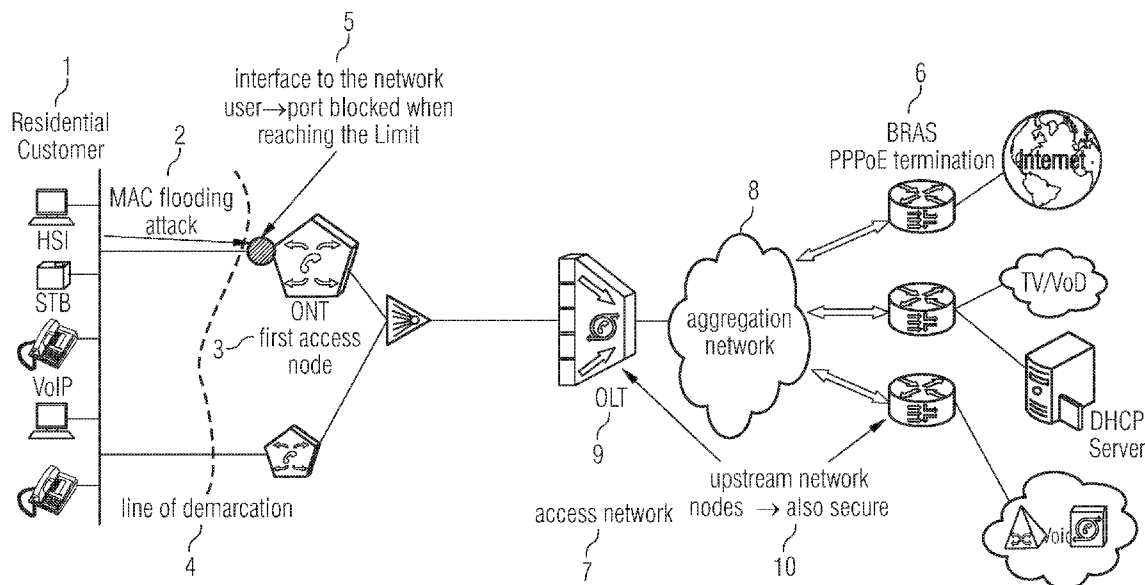 1
Residential
Customer
HSI
STB
VoIP
2
MAC flooding
attack
5
interface to the network
user→port blocked when
reaching the Limit
ONT
3 first access
node
line of demarcation
4
access network
7
OLT
9
8
aggregation
network
upstream network
nodes → also secure
10
6
BRAS
PPPoE termination
Internet
TV/VoD
DHCP
Server